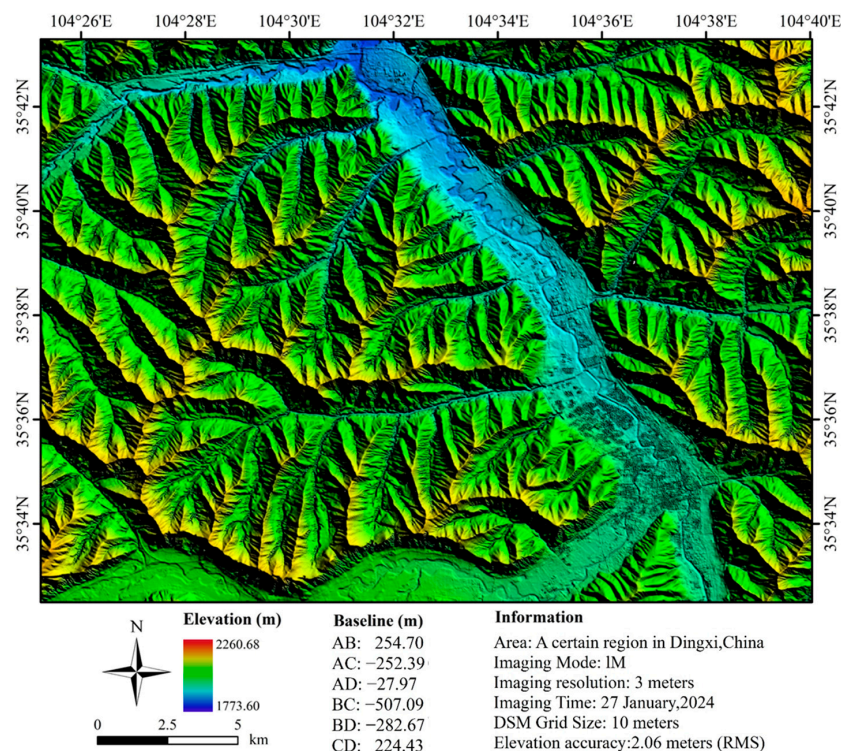 104°26′E 104°28′E 104°30′E 104°32′E 104°34′E 104°36′E 104°38′E 104°40′E
35°42′N 35°42′N
35°40′N 35°40′N
35°38′N 35°38′N
35°36′N 35°36′N
35°34′N 35°34′N
N
0 2.5 5
km
Elevation (m)
2260.68
1773.60
Baseline (m)
AB: 254.70
AC: −252.39
AD: −27.97
BC: −507.09
BD: −282.67
CD: 224.43
Information
Area: A certain region in Dingxi,China
Imaging Mode: lM
Imaging resolution: 3 meters
Imaging Time: 27 January,2024
DSM Grid Size: 10 meters
Elevation accuracy:2.06 meters (RMS)